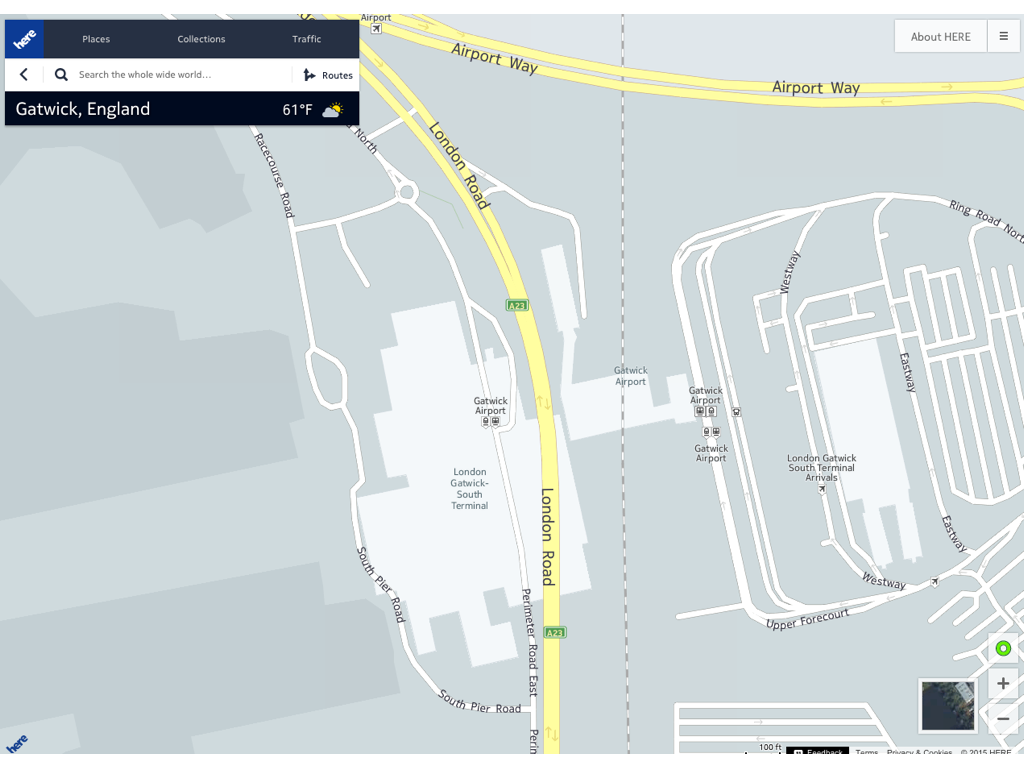 here
Places
Collections
Traffic
Search the whole wide world...
Routes
Gatwick, England
61°F
About HERE
Airport
Airport Way
Airport Way
North
London Road
Racecourse Road
Ring Road North
Westway
A23
Eastway
Gatwick
Airport
Gatwick
Airport
Gatwick
Airport
Gatwick
Airport
London
Gatwick-
South
Terminal
London Gatwick
South Terminal
Arrivals
London Road
Eastway
South Pier Road
Westway
Upper Forecourt
Perimeter Road East
A23
South Pier Road
here
100 ft
Feedback
Terms
Privacy & Cookies
© 2015 HERE